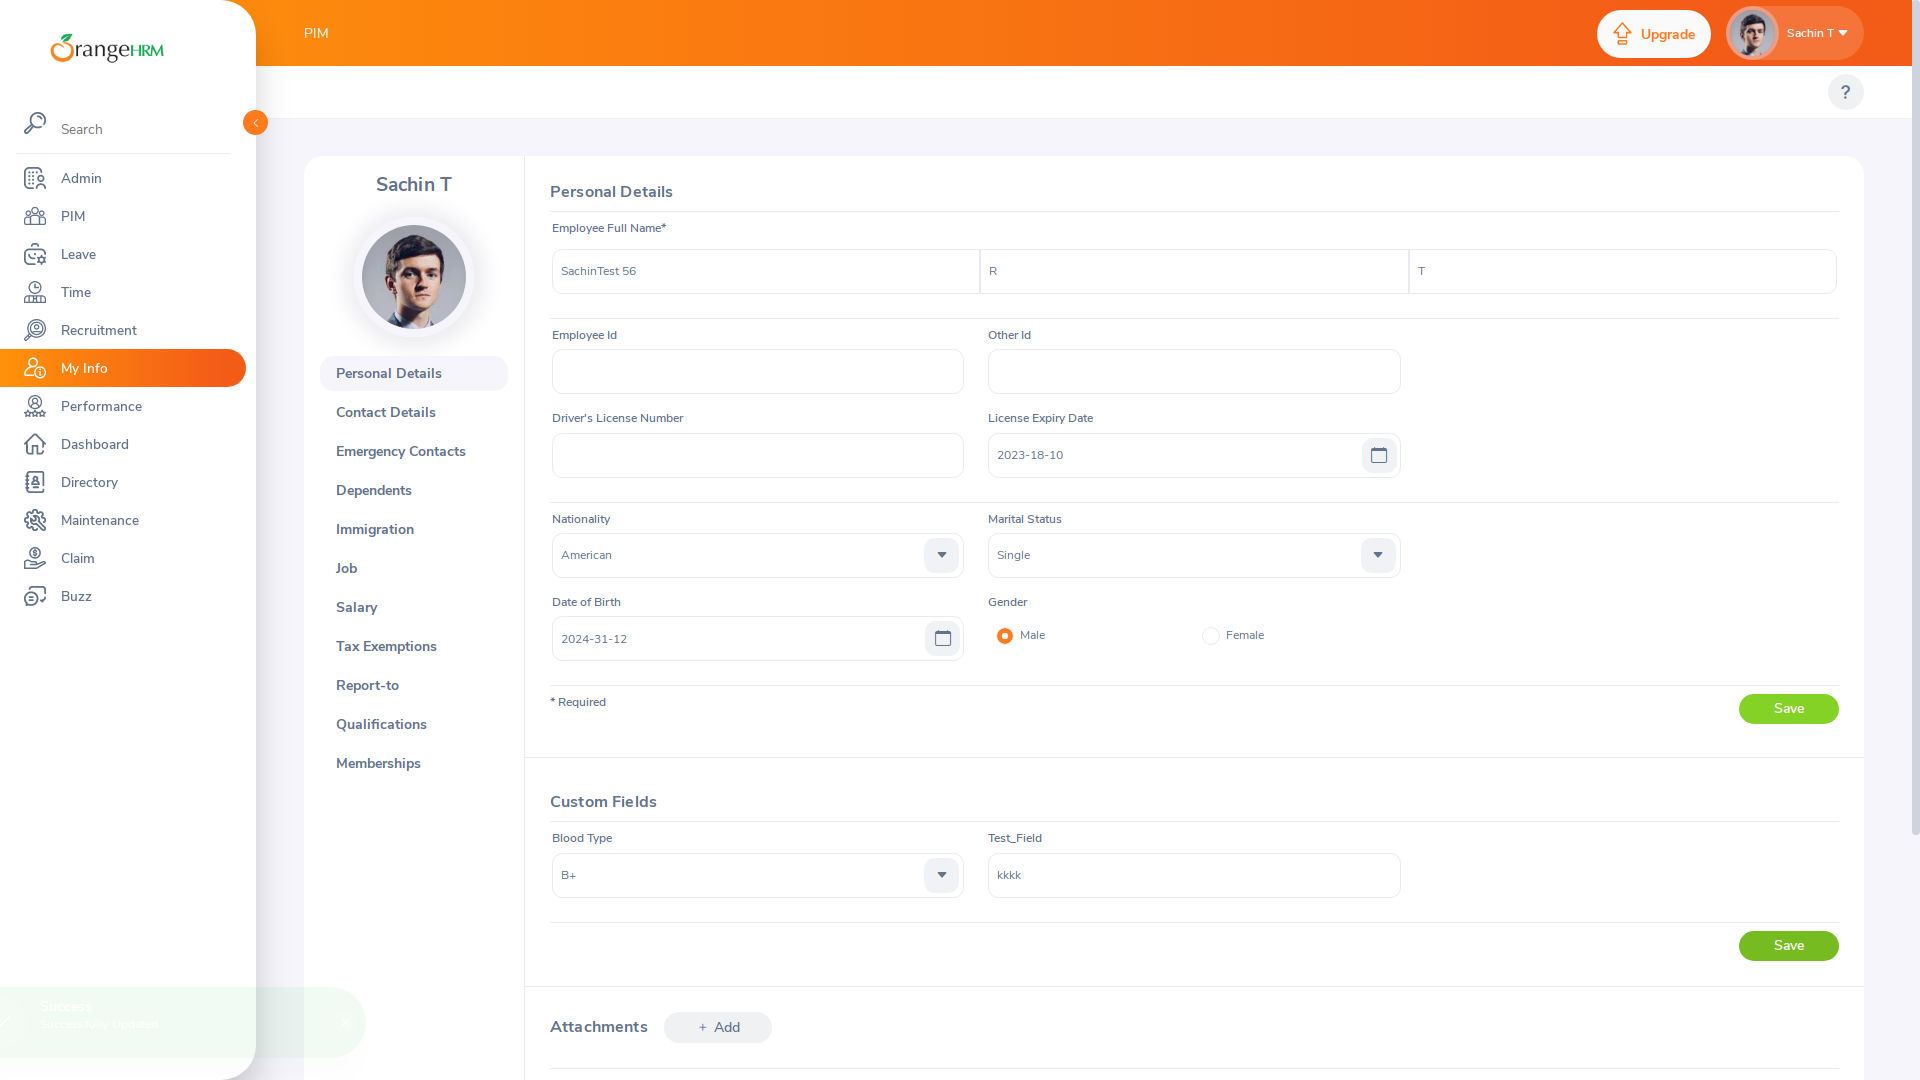 OrangeHRM
PIM
Upgrade
Sachin T
?
Search
Admin
PIM
Leave
Time
Recruitment
My Info
Performance
Dashboard
Directory
Maintenance
Claim
Buzz
Sachin T
Personal Details
Contact Details
Emergency Contacts
Dependents
Immigration
Job
Salary
Tax Exemptions
Report-to
Qualifications
Memberships
Personal Details
Employee Full Name*
SachinTest 56 R T
Employee Id Other Id
Driver's License Number License Expiry Date
2023-18-10
Nationality Marital Status
American Single
Date of Birth Gender
2024-31-12 Male Female
* Required Save
Custom Fields
Blood Type Test_Field
B+ kkkk
Save
Attachments + Add
Success
Successfully Updated